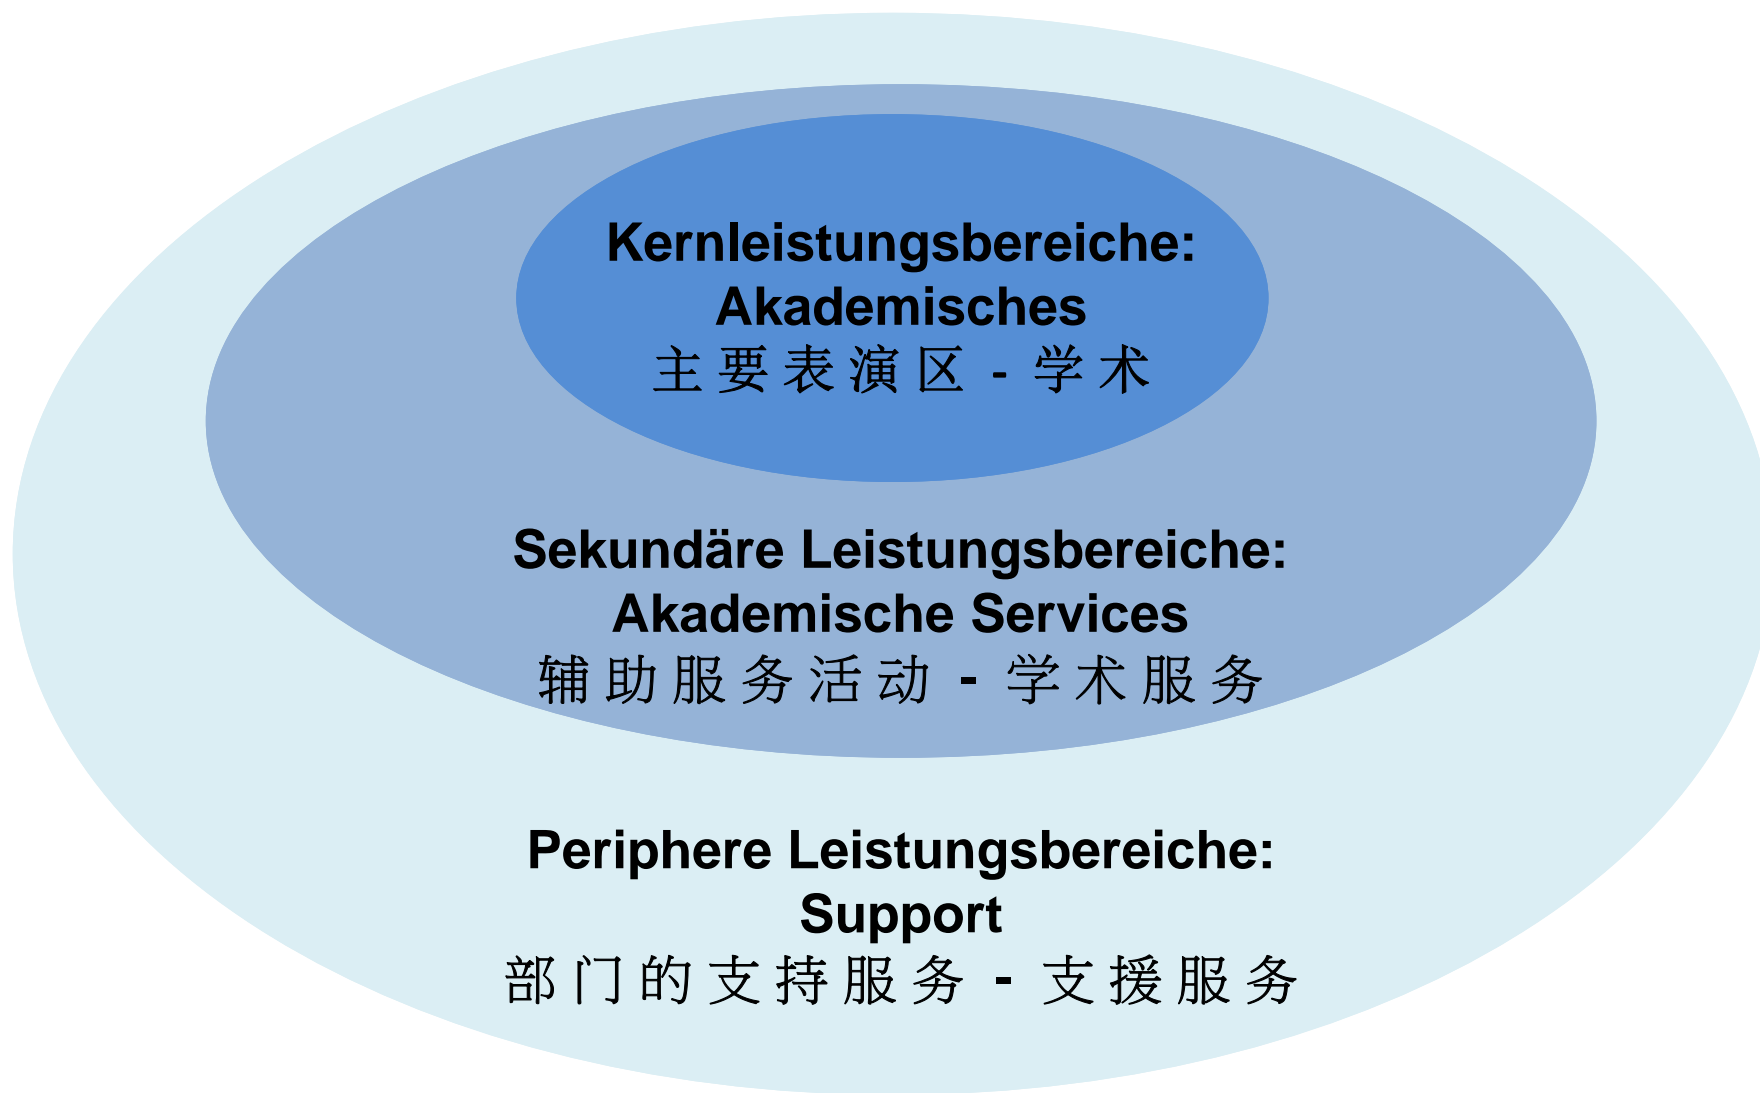 Kernleistungsbereiche:
Akademisches
主要表演区 - 学术
Sekundäre Leistungsbereiche:
Akademische Services
辅助服务活动 - 学术服务
Periphere Leistungsbereiche:
Support
部门的支持服务 - 支援服务